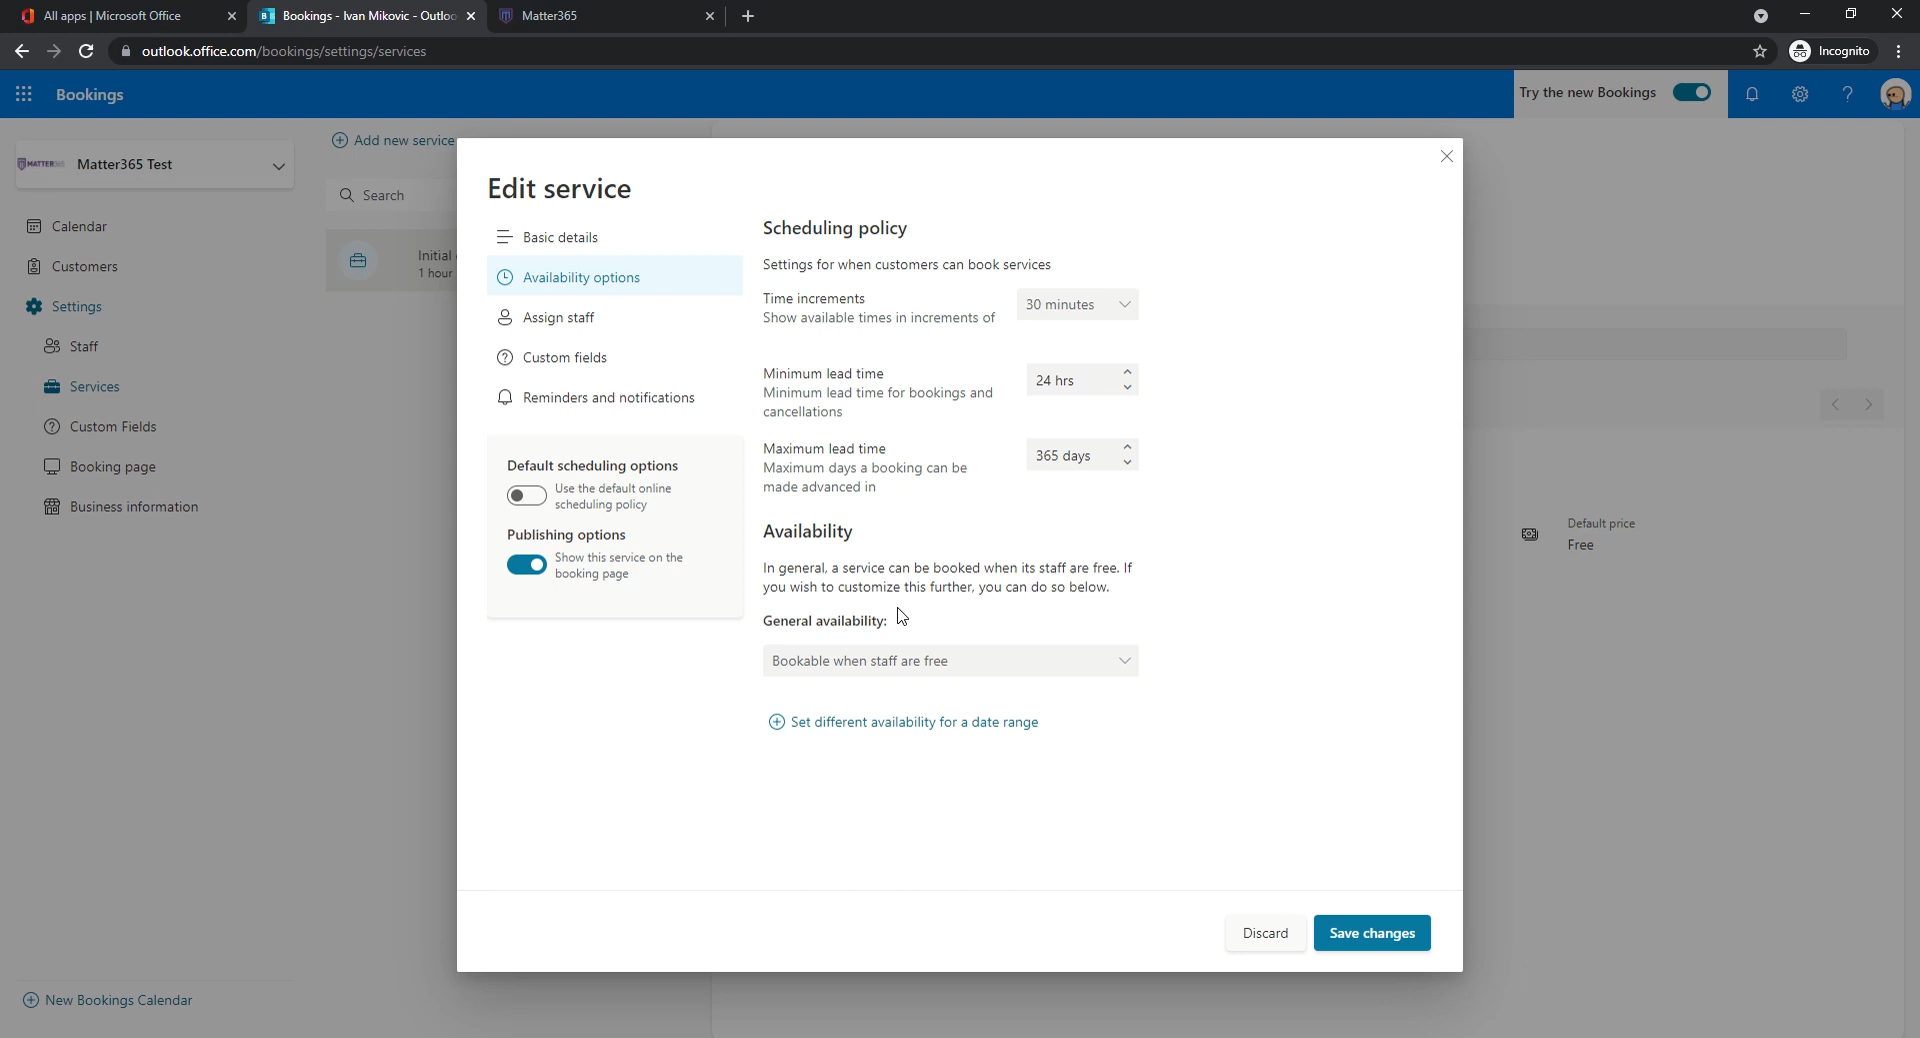 All apps | Microsoft Office
Bookings - Ivan Mikovic - Outloo
Matter365
outlook.office.com/bookings/settings/services
Incognito
Bookings
Try the new Bookings
MATTER365
Matter365 Test
Add new service
Search
Calendar
Customers
Settings
Staff
Services
Custom Fields
Booking page
Business information
New Bookings Calendar
Initial
1 hour
Edit service
Basic details
Availability options
Assign staff
Custom fields
Reminders and notifications
Default scheduling options
Use the default online
scheduling policy
Publishing options
Show this service on the
booking page
Scheduling policy
Settings for when customers can book services
Time increments
Show available times in increments of
30 minutes
Minimum lead time
Minimum lead time for bookings and
cancellations
24 hrs
Maximum lead time
Maximum days a booking can be
made advanced in
365 days
Availability
In general, a service can be booked when its staff are free. If
you wish to customize this further, you can do so below.
General availability:
Bookable when staff are free
Set different availability for a date range
Discard
Save changes
Default price
Free